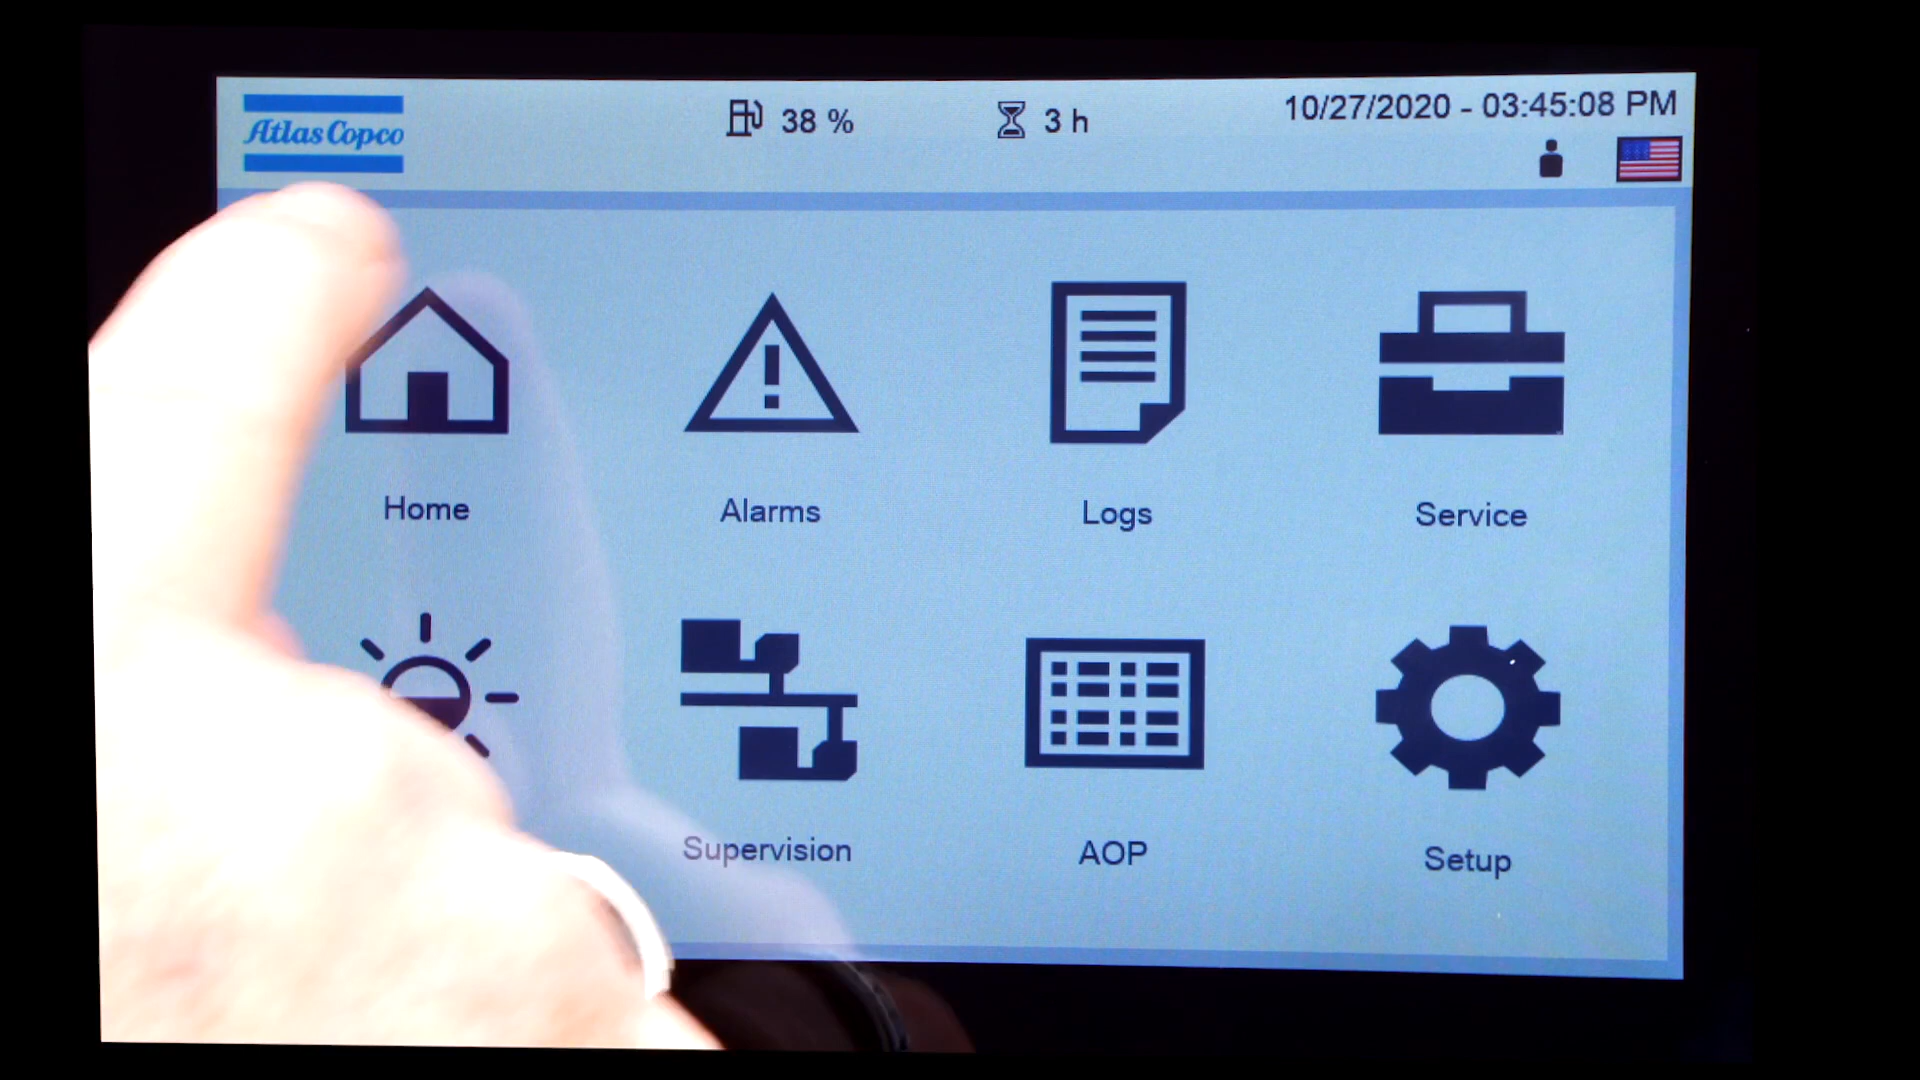 Atlas Copco
38 %
3 h
10/27/2020 - 03:45:08 PM
Home
Alarms
Logs
Service
Supervision
AOP
Setup